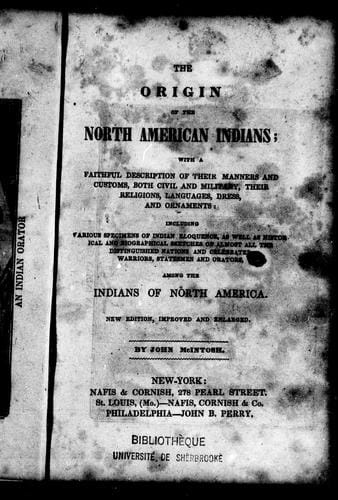 THE
ORIGIN
OF THE
NORTH AMERICAN INDIANS;
WITH A
FAITHFUL DESCRIPTION OF THEIR MANNERS AND
CUSTOMS, BOTH CIVIL AND MILITARY, THEIR
RELIGIONS, LANGUAGES, DRESS,
AND ORNAMENTS:
INCLUDING
VARIOUS SPECIMENS OF INDIAN ELOQUENCE, AS WELL AS HISTOR
ICAL AND BIOGRAPHICAL SKETCHES OF ALMOST ALL THE
DISTINGUISHED NATIONS AND CELEBRATED
WARRIORS, STATESMEN AND ORATORS,
AMONG THE
INDIANS OF NORTH AMERICA.
NEW EDITION, IMPROVED AND ENLARGED.
BY JOHN McINTOSH.
NEW-YORK:
NAFIS & CORNISH, 278 PEARL STREET.
St. LOUIS, (Mo.)—NAFIS, CORNISH & Co.
PHILADELPHIA—JOHN B. PERRY.
BIBLIOTHÈQUE
UNIVERSITÉ DE SHERBROOKE
AN INDIAN ORATOR